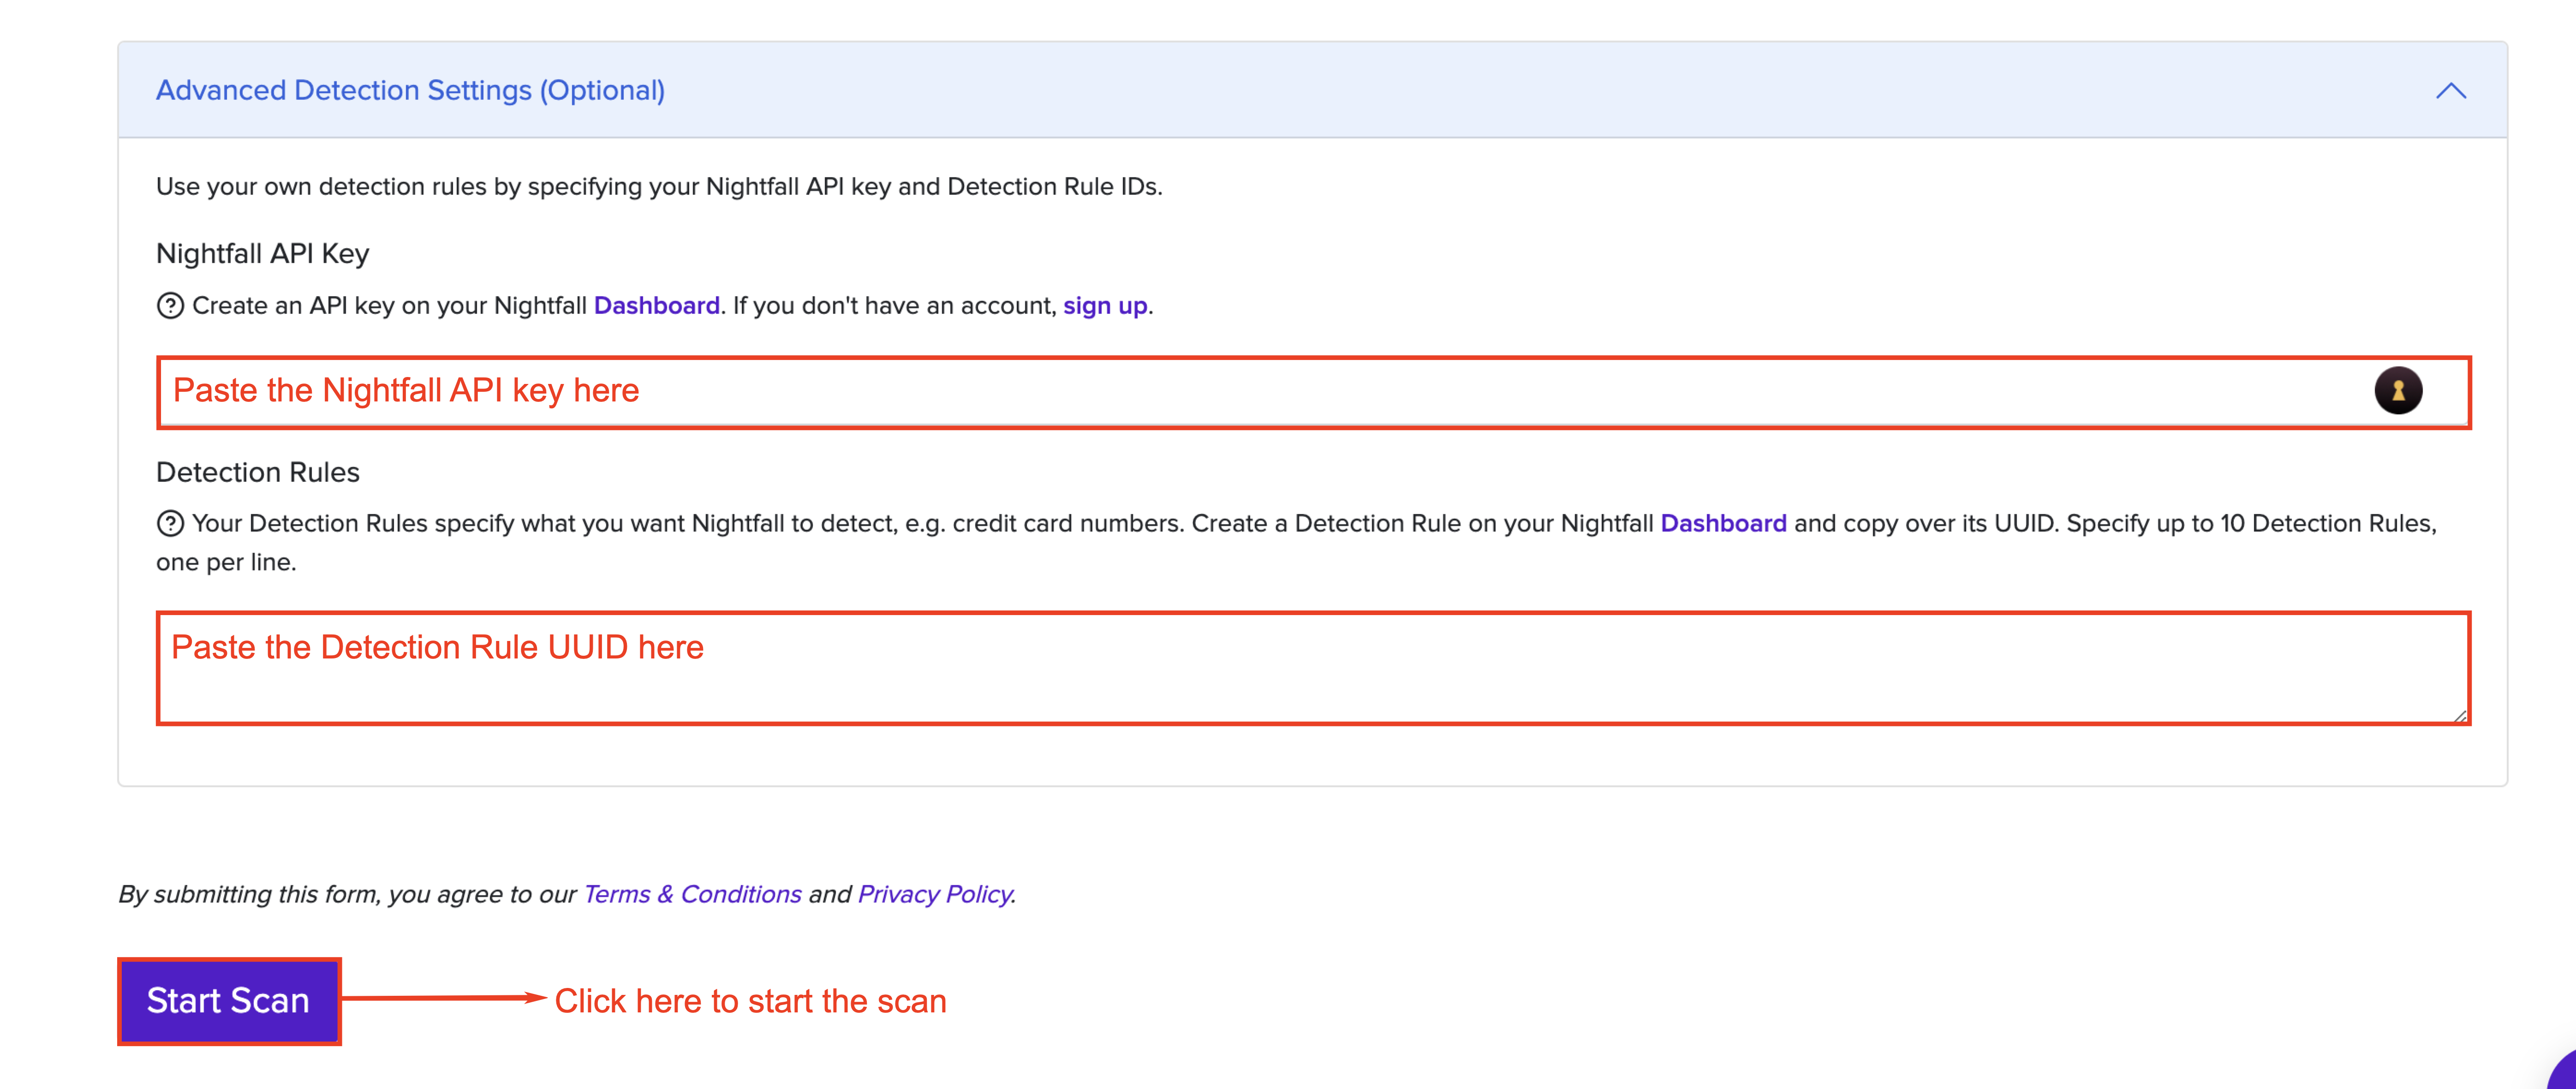 Advanced Detection Settings (Optional)
Use your own detection rules by specifying your Nightfall API key and Detection Rule IDs.
Nightfall API Key
? Create an API key on your Nightfall Dashboard. If you don't have an account, sign up.
Paste the Nightfall API key here
Detection Rules
? Your Detection Rules specify what you want Nightfall to detect, e.g. credit card numbers. Create a Detection Rule on your Nightfall Dashboard and copy over its UUID. Specify up to 10 Detection Rules,
one per line.
Paste the Detection Rule UUID here
By submitting this form, you agree to our Terms & Conditions and Privacy Policy.
Start Scan
Click here to start the scan